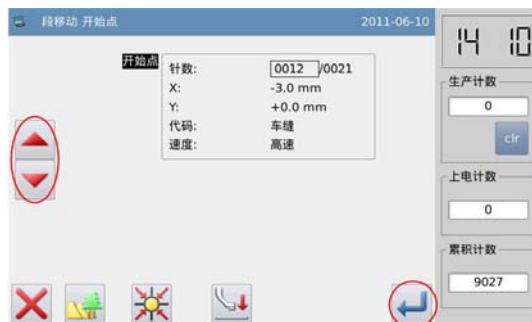 段移动 开始点 2011-06-10
14 10
开始点
针数: 0012 /0021
X: -3.0 mm
Y: +0.0 mm
代码: 车缝
速度: 高速
生产计数
0
clr
上电计数
0
累积计数
9027